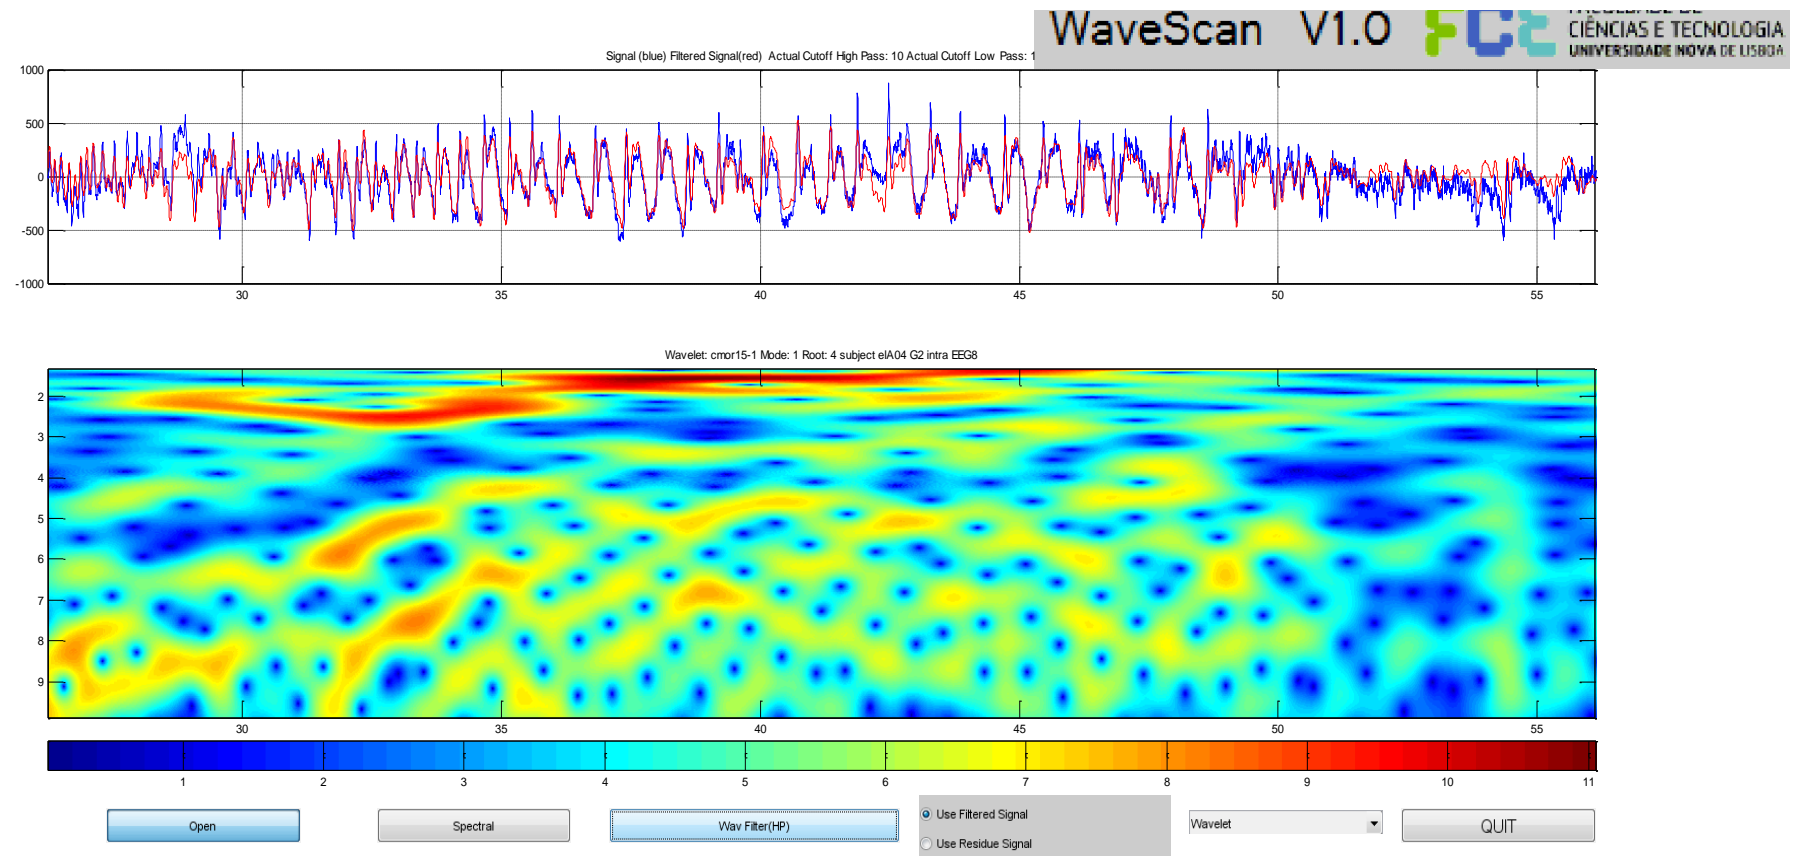 WaveScan V1.0
FACULDADE DE
CIÊNCIAS E TECNOLOGIA
UNIVERSIDADE NOVA DE LISBOA
Signal (blue) Filtered Signal(red) Actual Cutoff High Pass: 10 Actual Cutoff Low Pass: 1
1000
500
0
-500
-1000
30 35 40 45 50 55
Wavelet: cmor15-1 Mode: 1 Root: 4 subject elA04 G2 intra EEG8
2
3
4
5
6
7
8
9
30 35 40 45 50 55
1 2 3 4 5 6 7 8 9 10 11
Open Spectral Wav Filter(HP) Use Filtered Signal Wavelet QUIT
Use Residue Signal